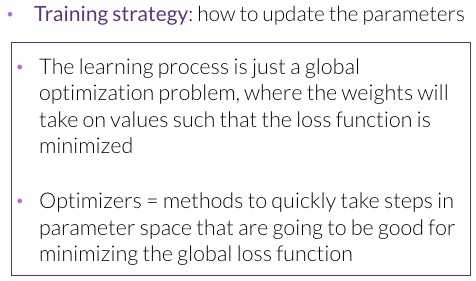 • Training strategy: how to update the parameters
• The learning process is just a global
optimization problem, where the weights will
take on values such that the loss function is
minimized
• Optimizers = methods to quickly take steps in
parameter space that are going to be good for
minimizing the global loss function